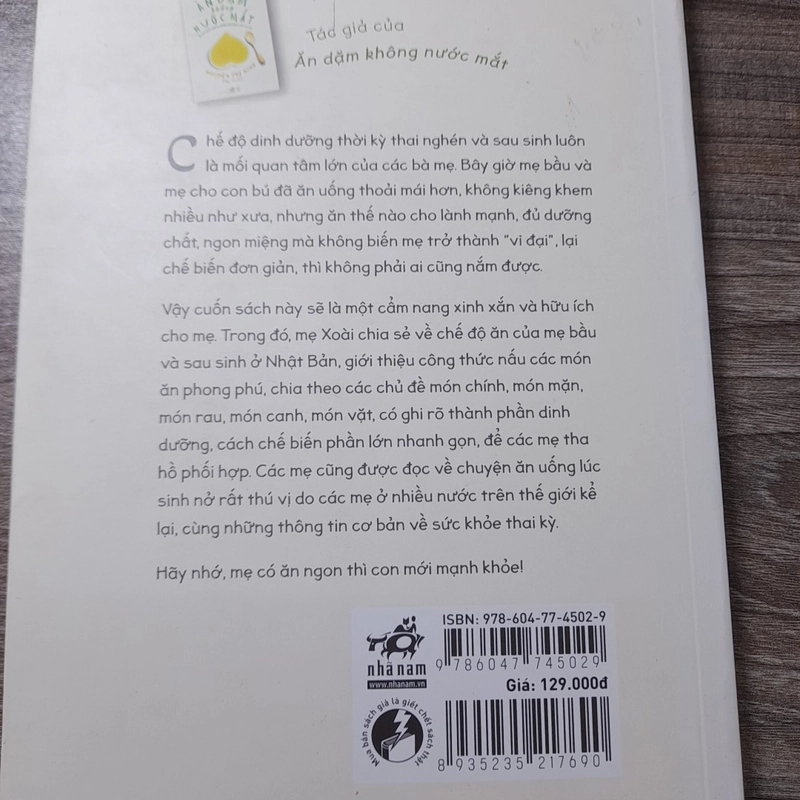 ĂN DẶM
KHÔNG
NƯỚC MẮT
Tác giả của
Ăn dặm không nước mắt
Chế độ dinh dưỡng thời kỳ thai nghén và sau sinh luôn
là mối quan tâm lớn của các bà mẹ. Bây giờ mẹ bầu và
mẹ cho con bú đã ăn uống thoải mái hơn, không kiêng khem
nhiều như xưa, nhưng ăn thế nào cho lành mạnh, đủ dưỡng
chất, ngon miệng mà không biến mẹ trở thành "vĩ đại", lại
chế biến đơn giản, thì không phải ai cũng nắm được.
Vậy cuốn sách này sẽ là một cẩm nang xinh xắn và hữu ích
cho mẹ. Trong đó, mẹ Xoài chia sẻ về chế độ ăn của mẹ bầu
và sau sinh ở Nhật Bản, giới thiệu công thức nấu các món
ăn phong phú, chia theo các chủ đề món chính, món mặn,
món rau, món canh, món vặt, có ghi rõ thành phần dinh
dưỡng, cách chế biến phần lớn nhanh gọn, để các mẹ tha
hồ phối hợp. Các mẹ cũng được đọc về chuyện ăn uống lúc
sinh nở rất thú vị do các mẹ ở nhiều nước trên thế giới kể
lại, cùng những thông tin cơ bản về sức khỏe thai kỳ.
Hãy nhớ, mẹ có ăn ngon thì con mới mạnh khỏe!
ISBN: 978-604-77-4502-9
nhã nam
www.nhanam.vn
9 786047 745029
Giá: 129.000đ
Mua bán sách giả là giết chết sách thật
8 935235 217690